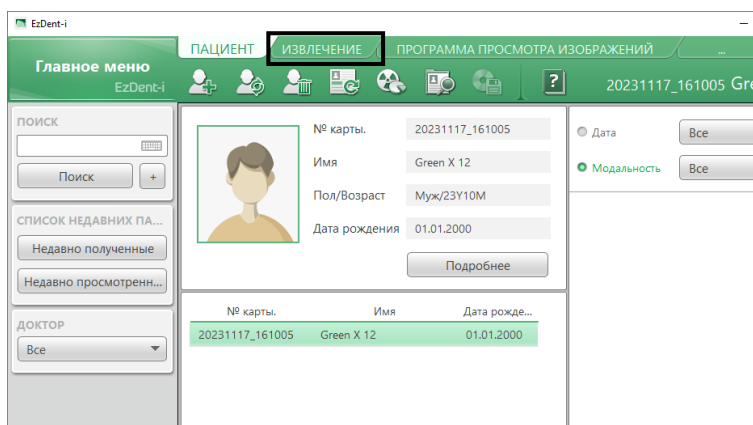 EzDent-i
Главное меню
EzDent-i
ПАЦИЕНТ ИЗВЛЕЧЕНИЕ ПРОГРАММА ПРОСМОТРА ИЗОБРАЖЕНИЙ ...
? 20231117_161005 Gre
ПОИСК
Поиск +
СПИСОК НЕДАВНИХ ПА...
Недавно полученные
Недавно просмотренн...
ДОКТОР
Все
№ карты. 20231117_161005
Имя Green X 12
Пол/Возраст Муж/23Y10M
Дата рождения 01.01.2000
Подробнее
№ карты. Имя Дата рожде...
20231117_161005 Green X 12 01.01.2000
Дата Все
Модальность Все